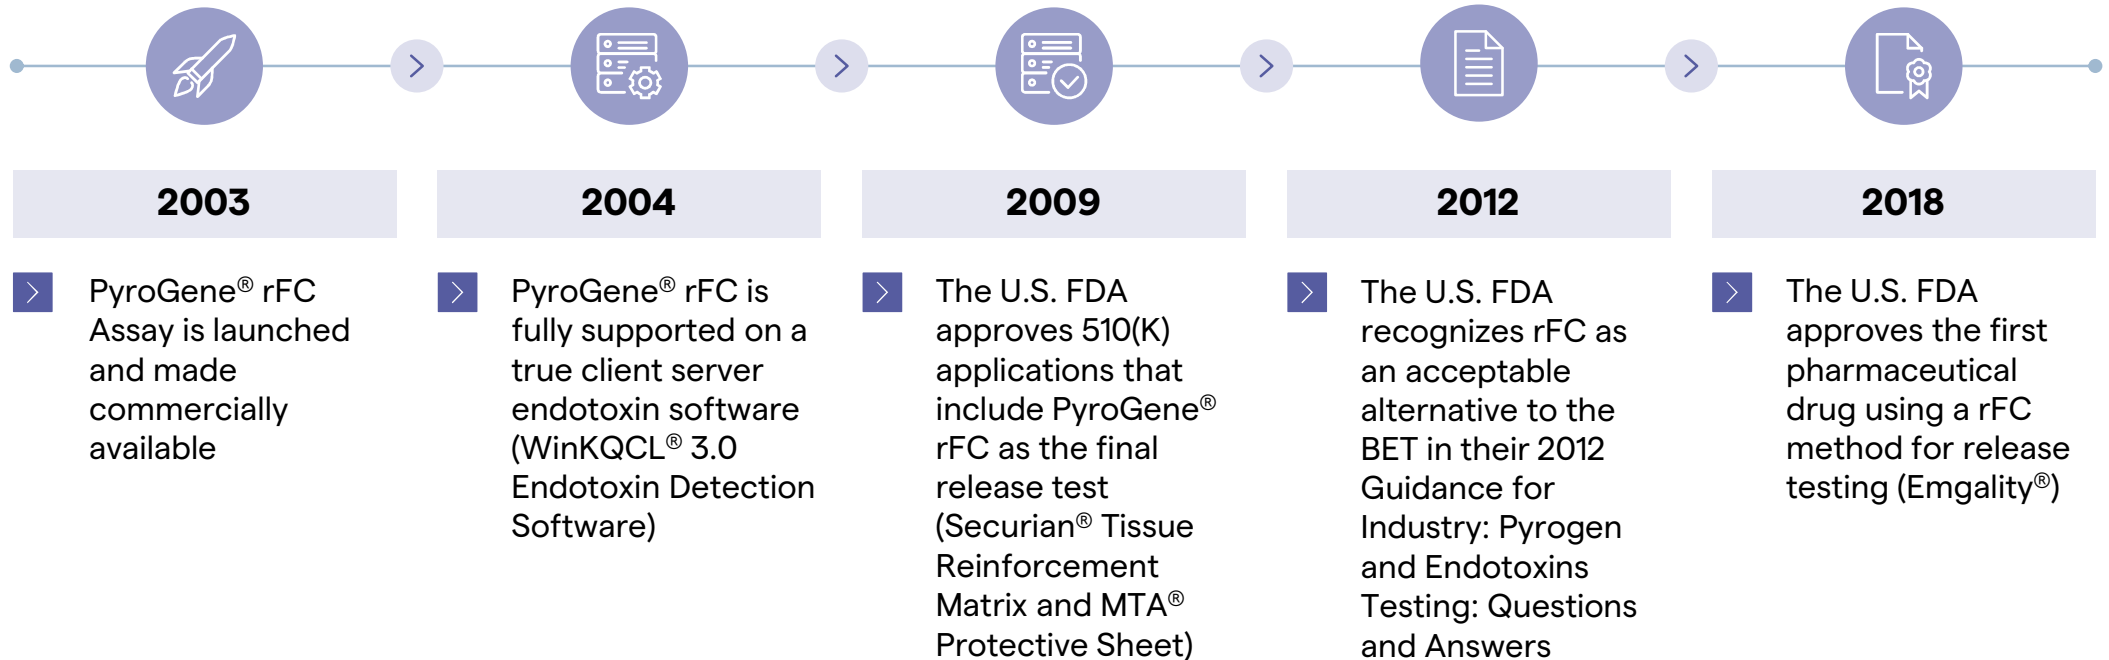 2003
PyroGene® rFC
Assay is launched
and made
commercially
available
2004
PyroGene® rFC is
fully supported on a
true client server
endotoxin software
(WinKQCL® 3.0
Endotoxin Detection
Software)
2009
The U.S. FDA
approves 510(K)
applications that
include PyroGene®
rFC as the final
release test
(Securian® Tissue
Reinforcement
Matrix and MTA®
Protective Sheet)
2012
The U.S. FDA
recognizes rFC as
an acceptable
alternative to the
BET in their 2012
Guidance for
Industry: Pyrogen
and Endotoxins
Testing: Questions
and Answers
2018
The U.S. FDA
approves the first
pharmaceutical
drug using a rFC
method for release
testing (Emgality®)